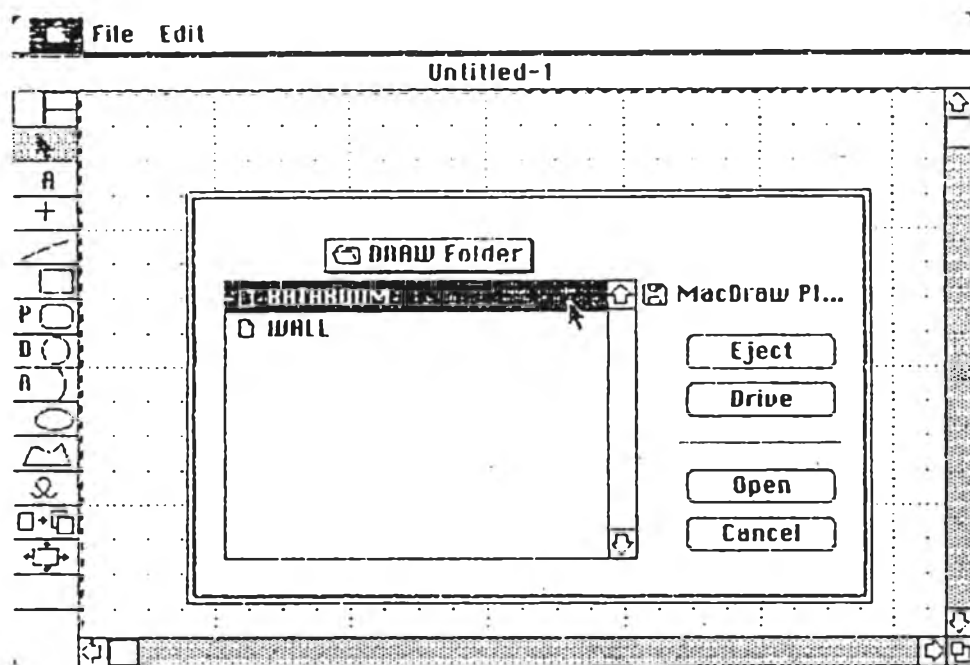 File Edit
Untitled-1
A
DRAW Folder
BATHROOM
MacDraw Pl...
WALL
P
Eject
D
Drive
A
Open
Cancel